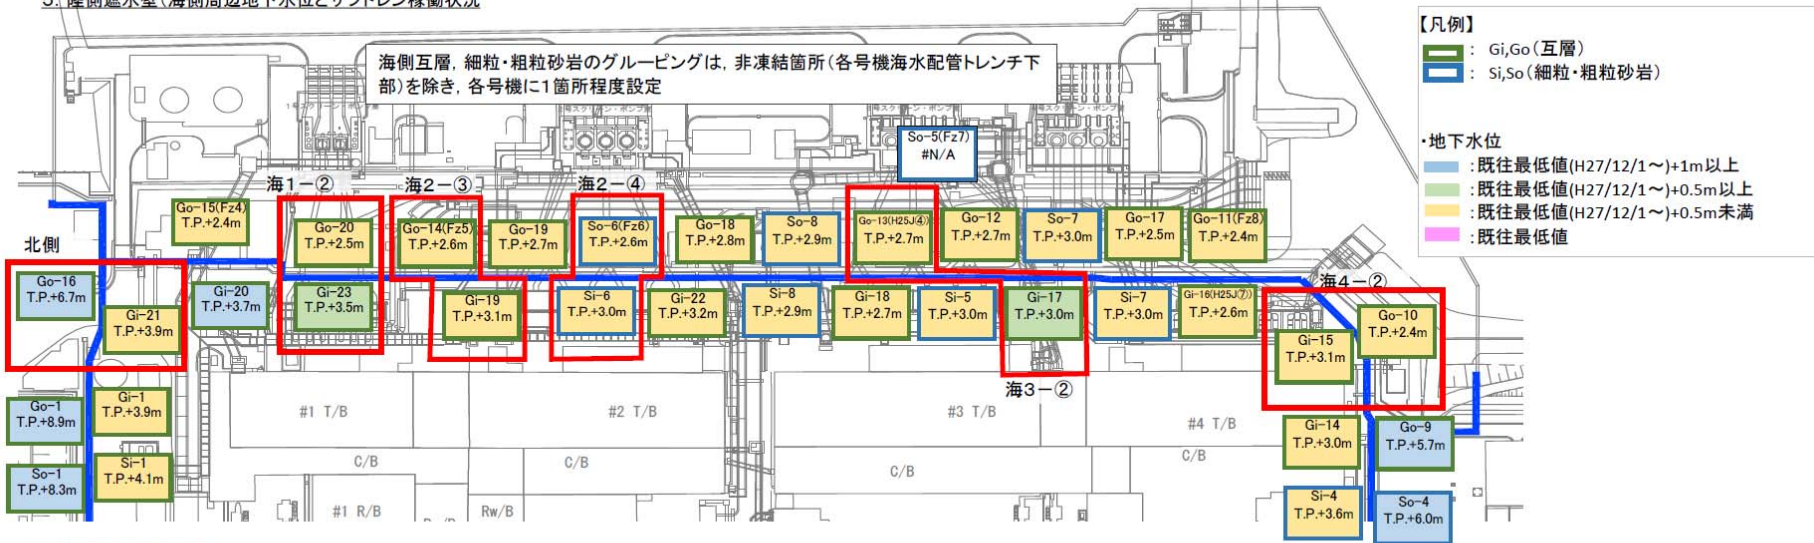 3. 陸側遮水壁(海側周辺地下水位とサブドレン稼働状況
海側互層, 細粒・粗粒砂岩のグルーピングは, 非凍結箇所(各号機海水配管トレンチ下
部)を除き, 各号機に1箇所程度設定
【凡例】
: Gi,Go(互層)
: Si,So(細粒・粗粒砂岩)
・地下水位
:既往最低値(H27/12/1~)+1m以上
:既往最低値(H27/12/1~)+0.5m以上
:既往最低値(H27/12/1~)+0.5m未満
:既往最低値
So-5(Fz7)
#N/A
海1-②
海2-③
海2-④
北側
Go-15(Fz4)
T.P.+2.4m
Go-20
T.P.+2.5m
Go-14(Fz5)
T.P.+2.6m
Go-19
T.P.+2.7m
So-6(Fz6)
T.P.+2.6m
Go-18
T.P.+2.8m
So-8
T.P.+2.9m
Go-13(H25J④)
T.P.+2.7m
Go-12
T.P.+2.7m
So-7
T.P.+3.0m
Go-17
T.P.+2.5m
Go-11(Fz8)
T.P.+2.4m
Go-16
T.P.+6.7m
Gi-21
T.P.+3.9m
Gi-20
T.P.+3.7m
Gi-23
T.P.+3.5m
Gi-19
T.P.+3.1m
Si-6
T.P.+3.0m
Gi-22
T.P.+3.2m
Si-8
T.P.+2.9m
Gi-18
T.P.+2.7m
Si-5
T.P.+3.0m
Gi-17
T.P.+3.0m
Si-7
T.P.+3.0m
Gi-16(H25J⑦)
T.P.+2.6m
海4-②
Gi-15
T.P.+3.1m
Go-10
T.P.+2.4m
海3-②
Go-1
T.P.+8.9m
Gi-1
T.P.+3.9m
#1 T/B
#2 T/B
#3 T/B
#4 T/B
Gi-14
T.P.+3.0m
Go-9
T.P.+5.7m
So-1
T.P.+8.3m
Si-1
T.P.+4.1m
C/B
C/B
C/B
C/B
Si-4
T.P.+3.6m
So-4
T.P.+6.0m
#1 R/B
Rw/B